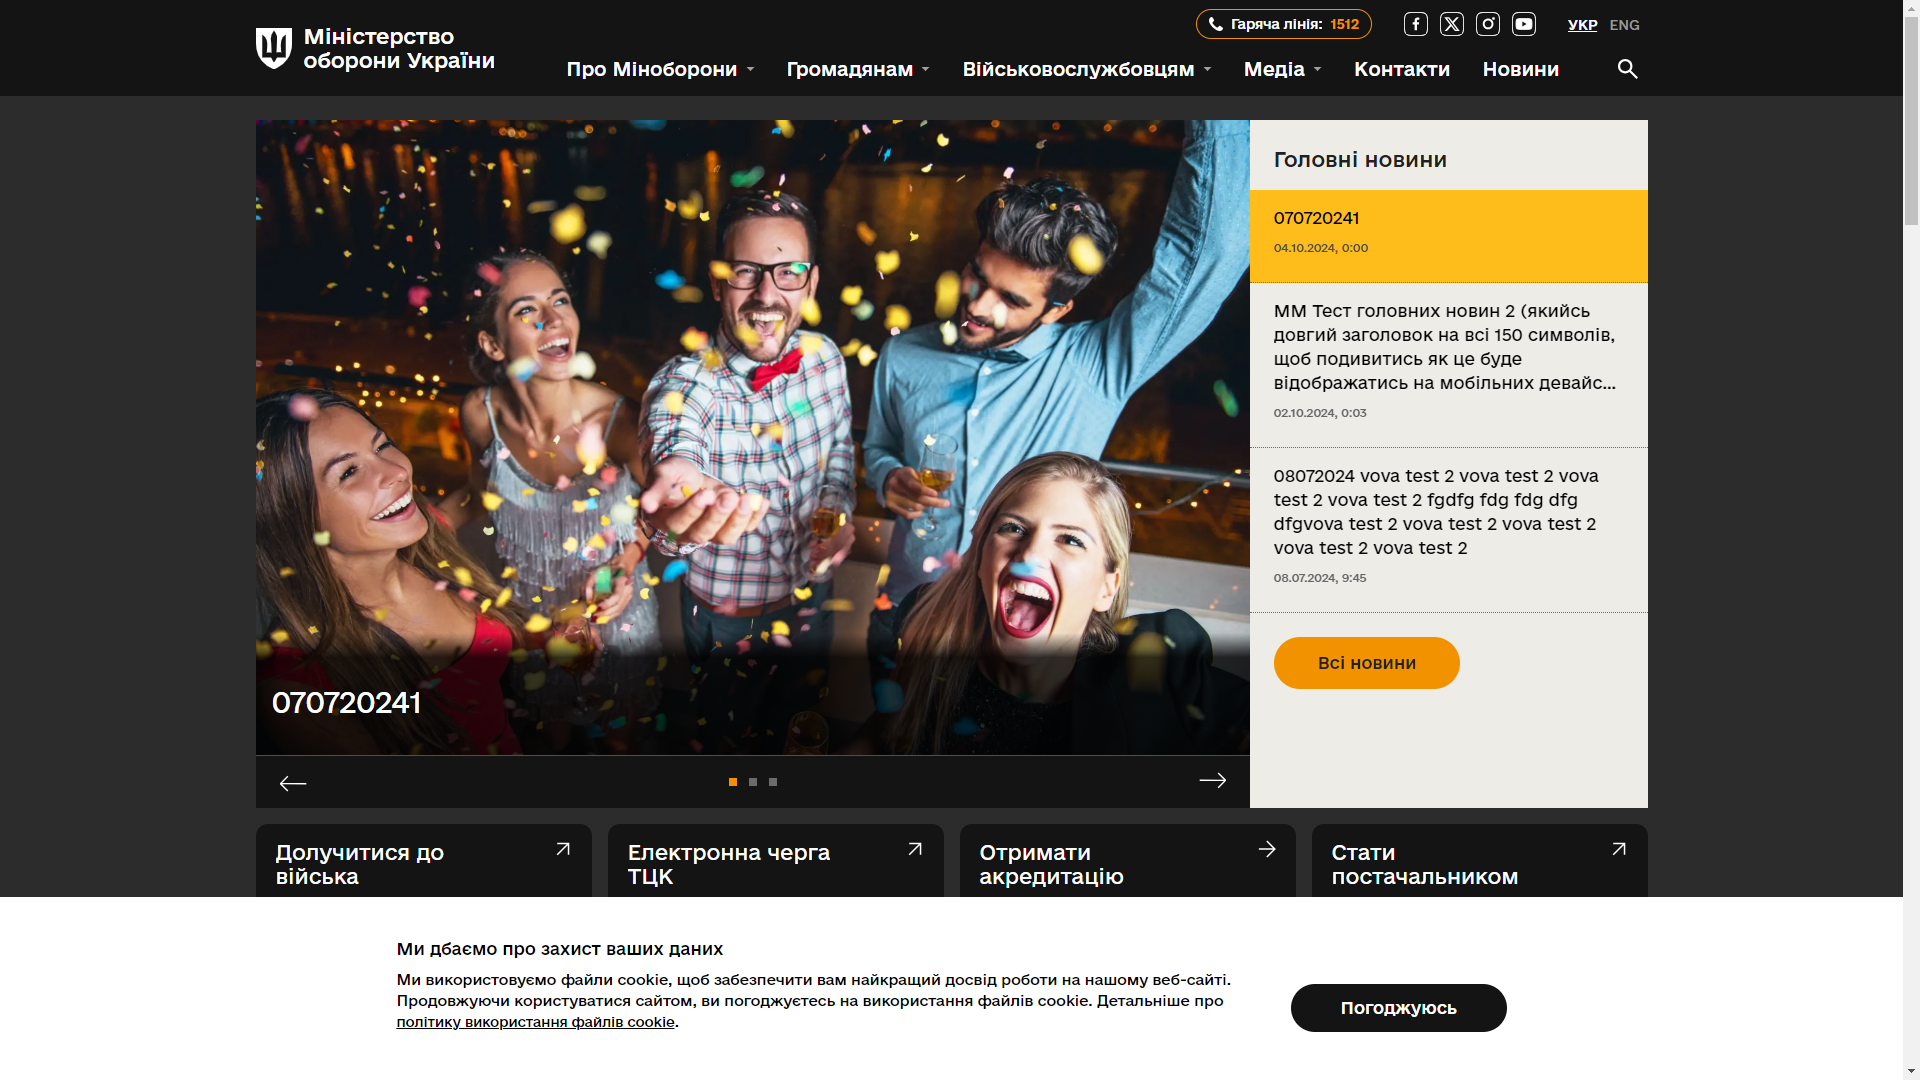 Міністерство
оборони України
Гаряча лінія: 1512
УКР ENG
Про Міноборони
Громадянам
Військовослужбовцям
Медіа
Контакти
Новини
070720241
Головні новини
070720241
04.10.2024, 0:00
ММ Тест головних новин 2 (якийсь
довгий заголовок на всі 150 символів,
щоб подивитись як це буде
відображатись на мобільних девайс...
02.10.2024, 0:03
08072024 vova test 2 vova test 2 vova
test 2 vova test 2 fgdfg fdg fdg dfg
dfgvova test 2 vova test 2 vova test 2
vova test 2 vova test 2
08.07.2024, 9:45
Всі новини
Долучитися до
війська
Електронна черга
ТЦК
Отримати
акредитацію
Стати
постачальником
Ми дбаємо про захист ваших даних
Ми використовуємо файли cookie, щоб забезпечити вам найкращий досвід роботи на нашому веб-сайті.
Продовжуючи користуватися сайтом, ви погоджуєтесь на використання файлів cookie. Детальніше про
політику використання файлів cookie.
Погоджуюсь